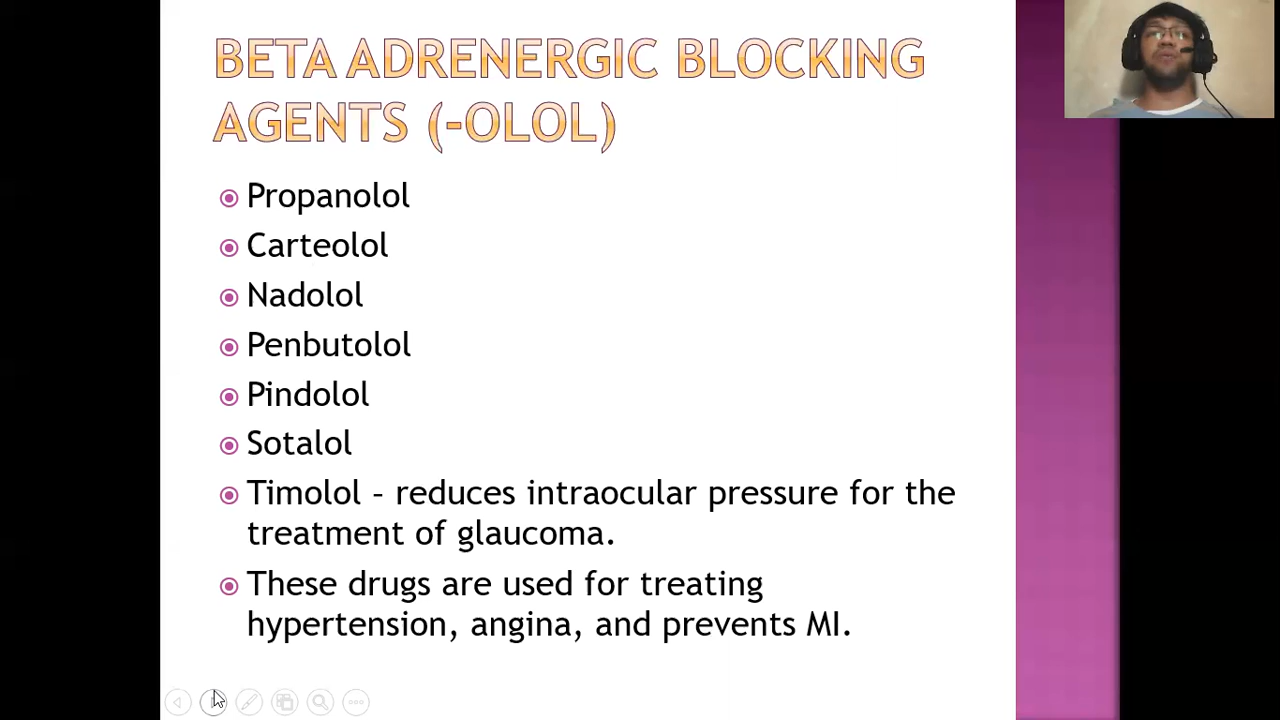 BETA ADRENERGIC BLOCKING
AGENTS (-OLOL)
Propanolol
Carteolol
Nadolol
Penbutolol
Pindolol
Sotalol
Timolol – reduces intraocular pressure for the
treatment of glaucoma.
These drugs are used for treating
hypertension, angina, and prevents MI.